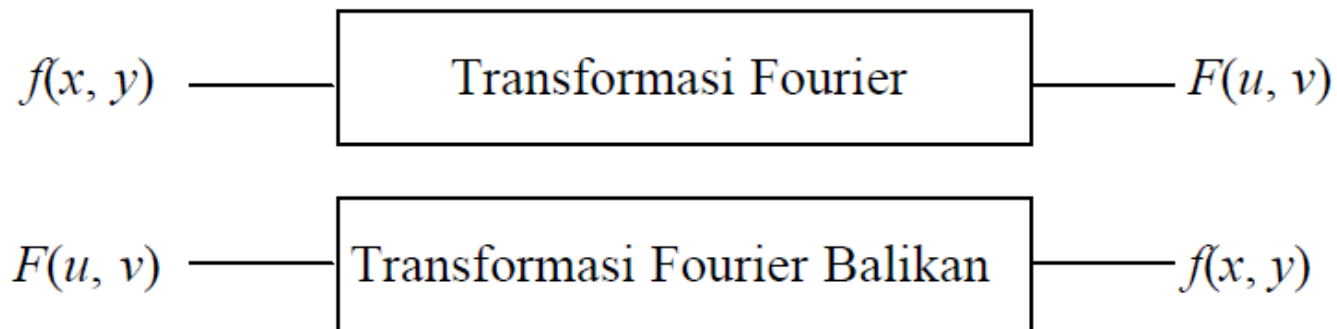 f(x, y) Transformasi Fourier F(u, v)
F(u, v) Transformasi Fourier Balikan f(x, y)